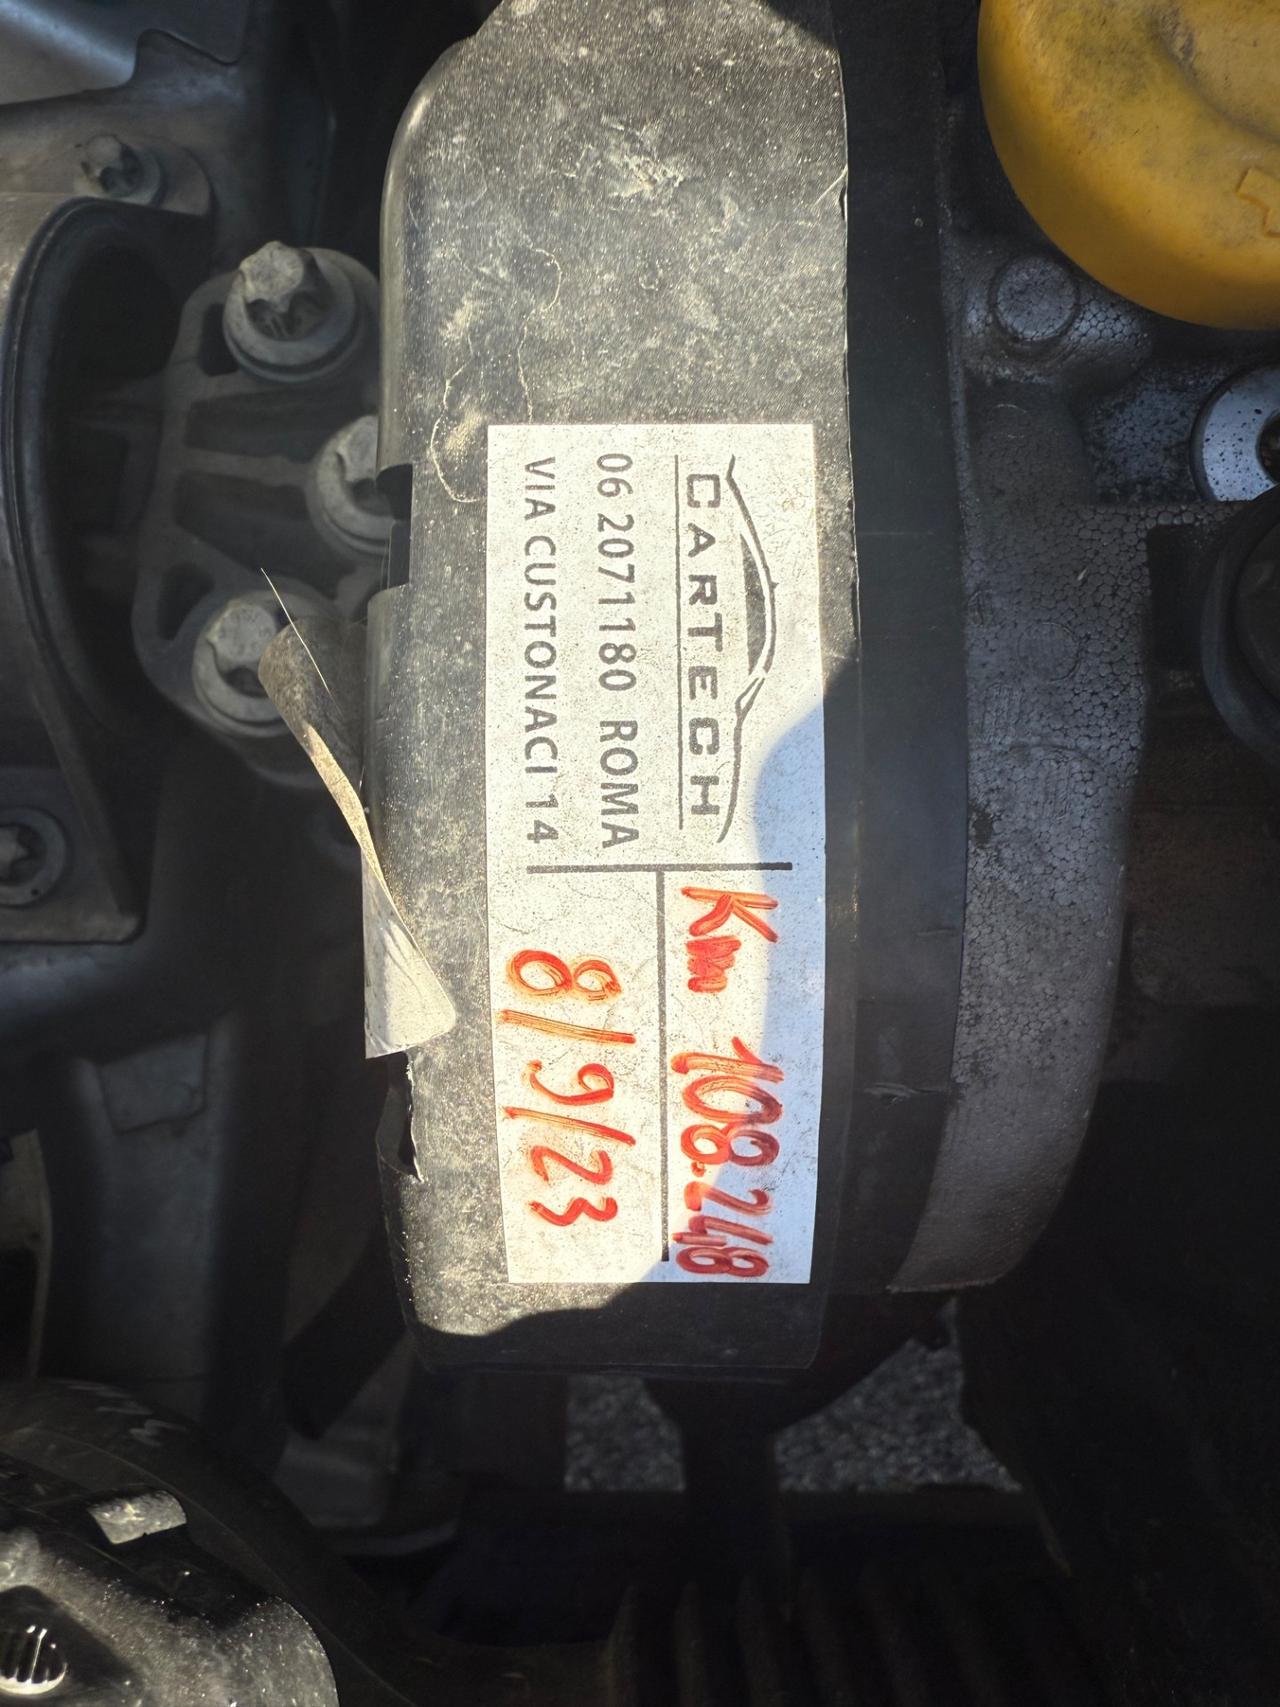 CARTECH
06 2071180 ROMA
VIA CUSTONACI 14
Km 108.248
8/9/23